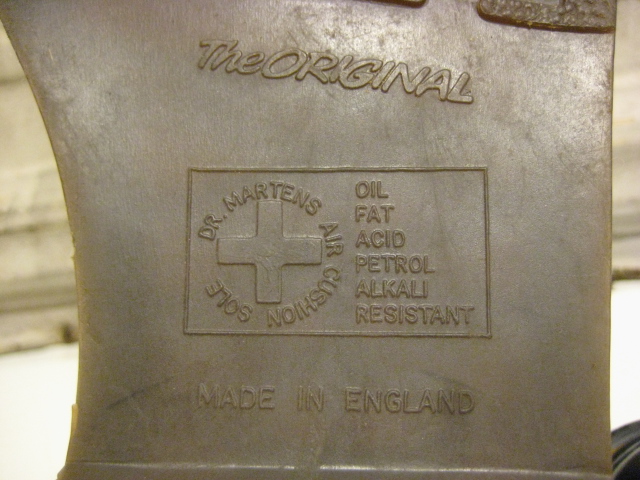 The ORIGINAL
DR. MARTENS AIR CUSHION SOLE
OIL
FAT
ACID
PETROL
ALKALI
RESISTANT
MADE IN ENGLAND